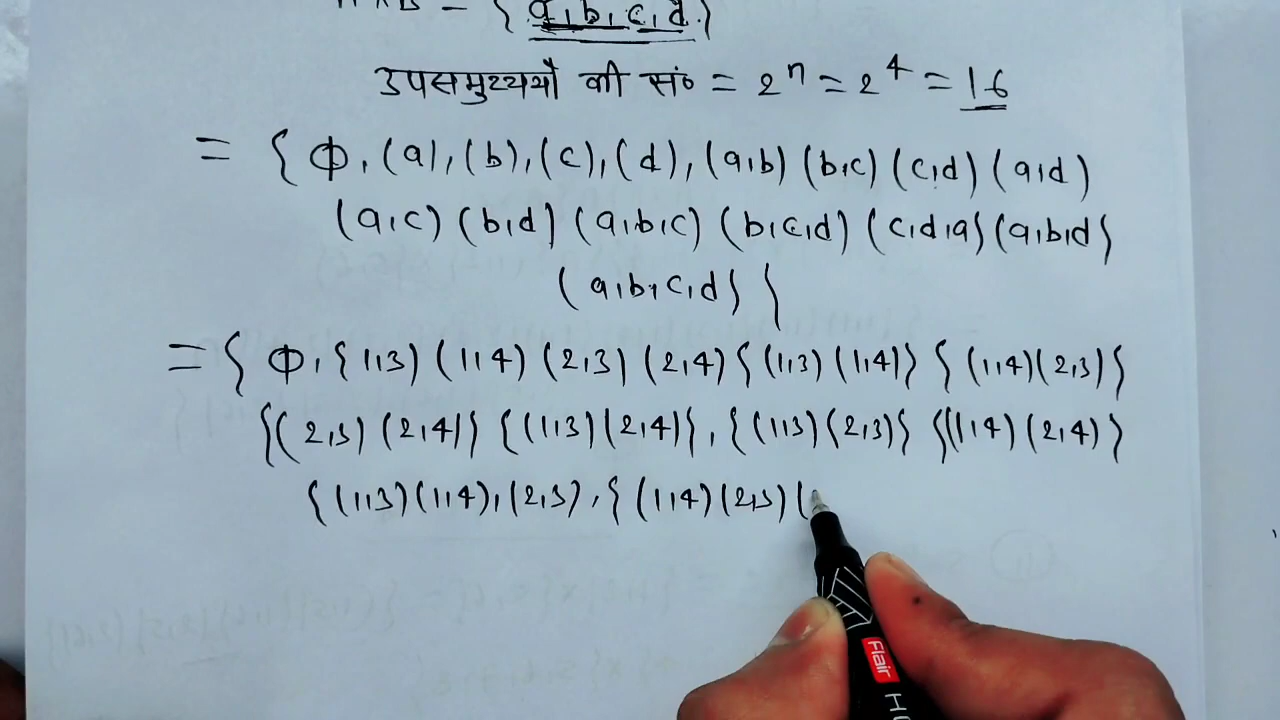 A×B = { a,b,c,d }
उपसमुच्चयों की सं० = 2ⁿ = 2⁴ = 16
= { Φ, (a), (b), (c), (d), (a,b) (b,c) (c,d) (a,d)
(a,c) (b,d) (a,b,c) (b,c,d) (c,d,a} (a,b,d}
(a,b,c,d} }
= { Φ, {1,3) (1,4) (2,3) (2,4) { (1,3) (1,4)} { (1,4)(2,3)}
{(2,3) (2,4)} {(1,3)(2,4)}, {(1,3)(2,3)} {(1,4)(2,4)}
{(1,3)(1,4),(2,3), {(1,4)(2,3)(
Flair